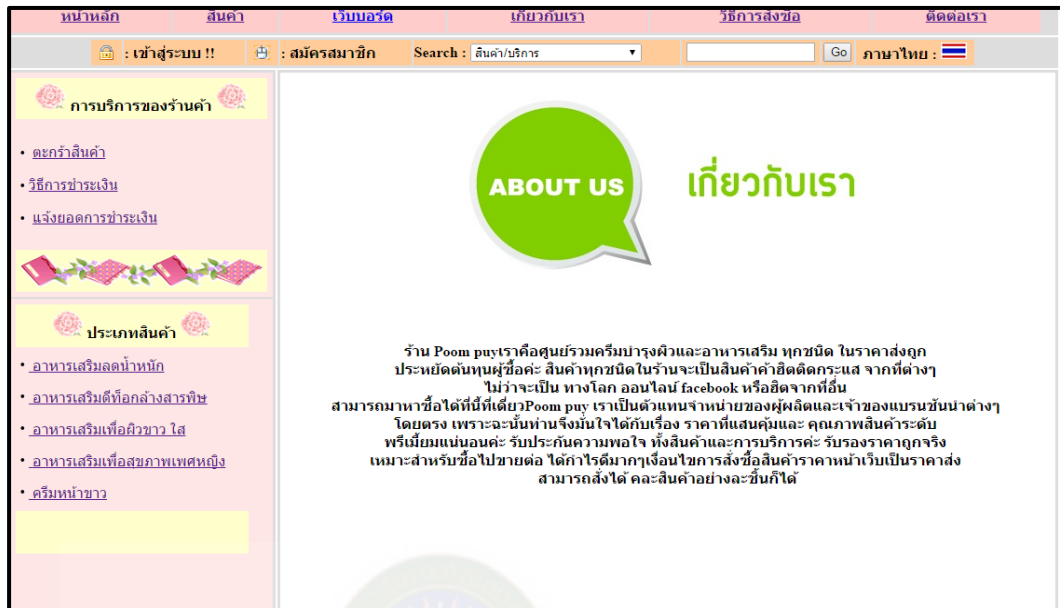 หน้าหลัก สินค้า เว็บบอร์ด เกี่ยวกับเรา วิธีการสั่งซื้อ ติดต่อเรา
: เข้าสู่ระบบ !! : สมัครสมาชิก Search : สินค้า/บริการ Go ภาษาไทย :
การบริการของร้านค้า
• ตะกร้าสินค้า
• วิธีการชำระเงิน
• แจ้งยอดการชำระเงิน
ประเภทสินค้า
• อาหารเสริมลดน้ำหนัก
• อาหารเสริมดีท็อกล้างสารพิษ
• อาหารเสริมเพื่อผิวขาว ใส
• อาหารเสริมเพื่อสุขภาพเพศหญิง
• ครีมหน้าขาว
ABOUT US เกี่ยวกับเรา
ร้าน Poom puyเราคือศูนย์รวมครีมบำรุงผิวและอาหารเสริม ทุกชนิด ในราคาส่งถูก
ประหยัดต้นทุนผู้ซื้อค่ะ สินค้าทุกชนิดในร้านจะเป็นสินค้าค้าฮิตติดกระแส จากที่ต่างๆ
ไม่ว่าจะเป็น ทางโลก ออนไลน์ facebook หรือฮิตจากที่อื่น
สามารถมาหาซื้อได้ที่นี้ที่เดียวPoom puy เราเป็นตัวแทนจำหน่ายของผู้ผลิตและเจ้าของแบรนชั้นนำต่างๆ
โดยตรง เพราะฉะนั้นท่านจึงมั่นใจได้กับเรื่อง ราคาที่แสนคุ้มและ คุณภาพสินค้าระดับ
พรีเมี่ยมแน่นอนค่ะ รับประกันความพอใจ ทั้งสินค้าและการบริการค่ะ รับรองราคาถูกจริง
เหมาะสำหรับซื้อไปขายต่อ ได้กำไรดีมากๆเงื่อนไขการสั่งซื้อสินค้าราคาหน้าเว็บเป็นราคาส่ง
สามารถสั่งได้ คละสินค้าอย่างละชิ้นก็ได้